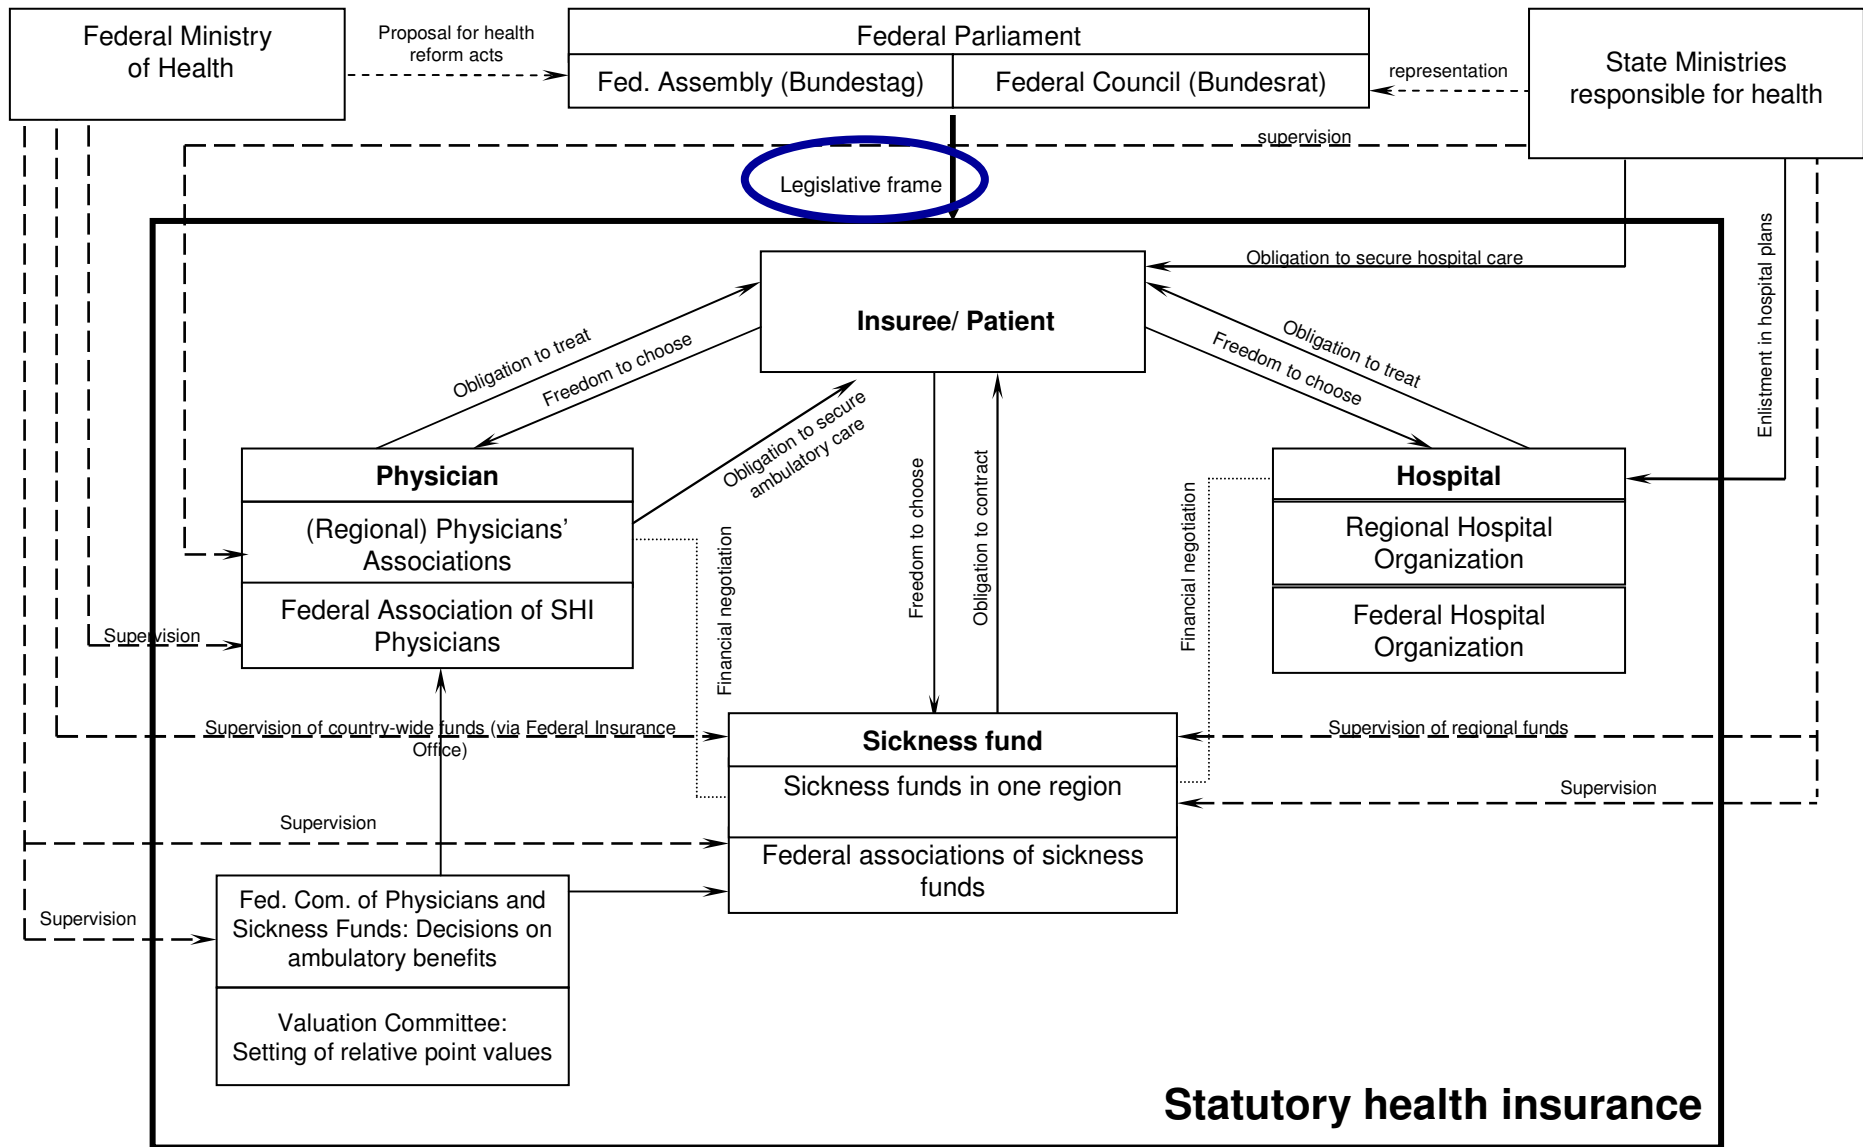 Federal Ministry
of Health
Proposal for health
reform acts
Federal Parliament
Fed. Assembly (Bundestag)
Federal Council (Bundesrat)
representation
State Ministries
responsible for health
supervision
Legislative frame
Obligation to secure hospital care
Enlistment in hospital plans
Insuree/ Patient
Obligation to treat
Freedom to choose
Obligation to treat
Freedom to choose
Obligation to secure
ambulatory care
Freedom to choose
Obligation to contract
Physician
(Regional) Physicians’
Associations
Federal Association of SHI
Physicians
Supervision
Financial negotiation
Financial negotiation
Hospital
Regional Hospital
Organization
Federal Hospital
Organization
Supervision of country-wide funds (via Federal Insurance
Office)
Sickness fund
Sickness funds in one region
Federal associations of sickness
funds
Supervision of regional funds
Supervision
Supervision
Supervision
Fed. Com. of Physicians and
Sickness Funds: Decisions on
ambulatory benefits
Valuation Committee:
Setting of relative point values
Statutory health insurance